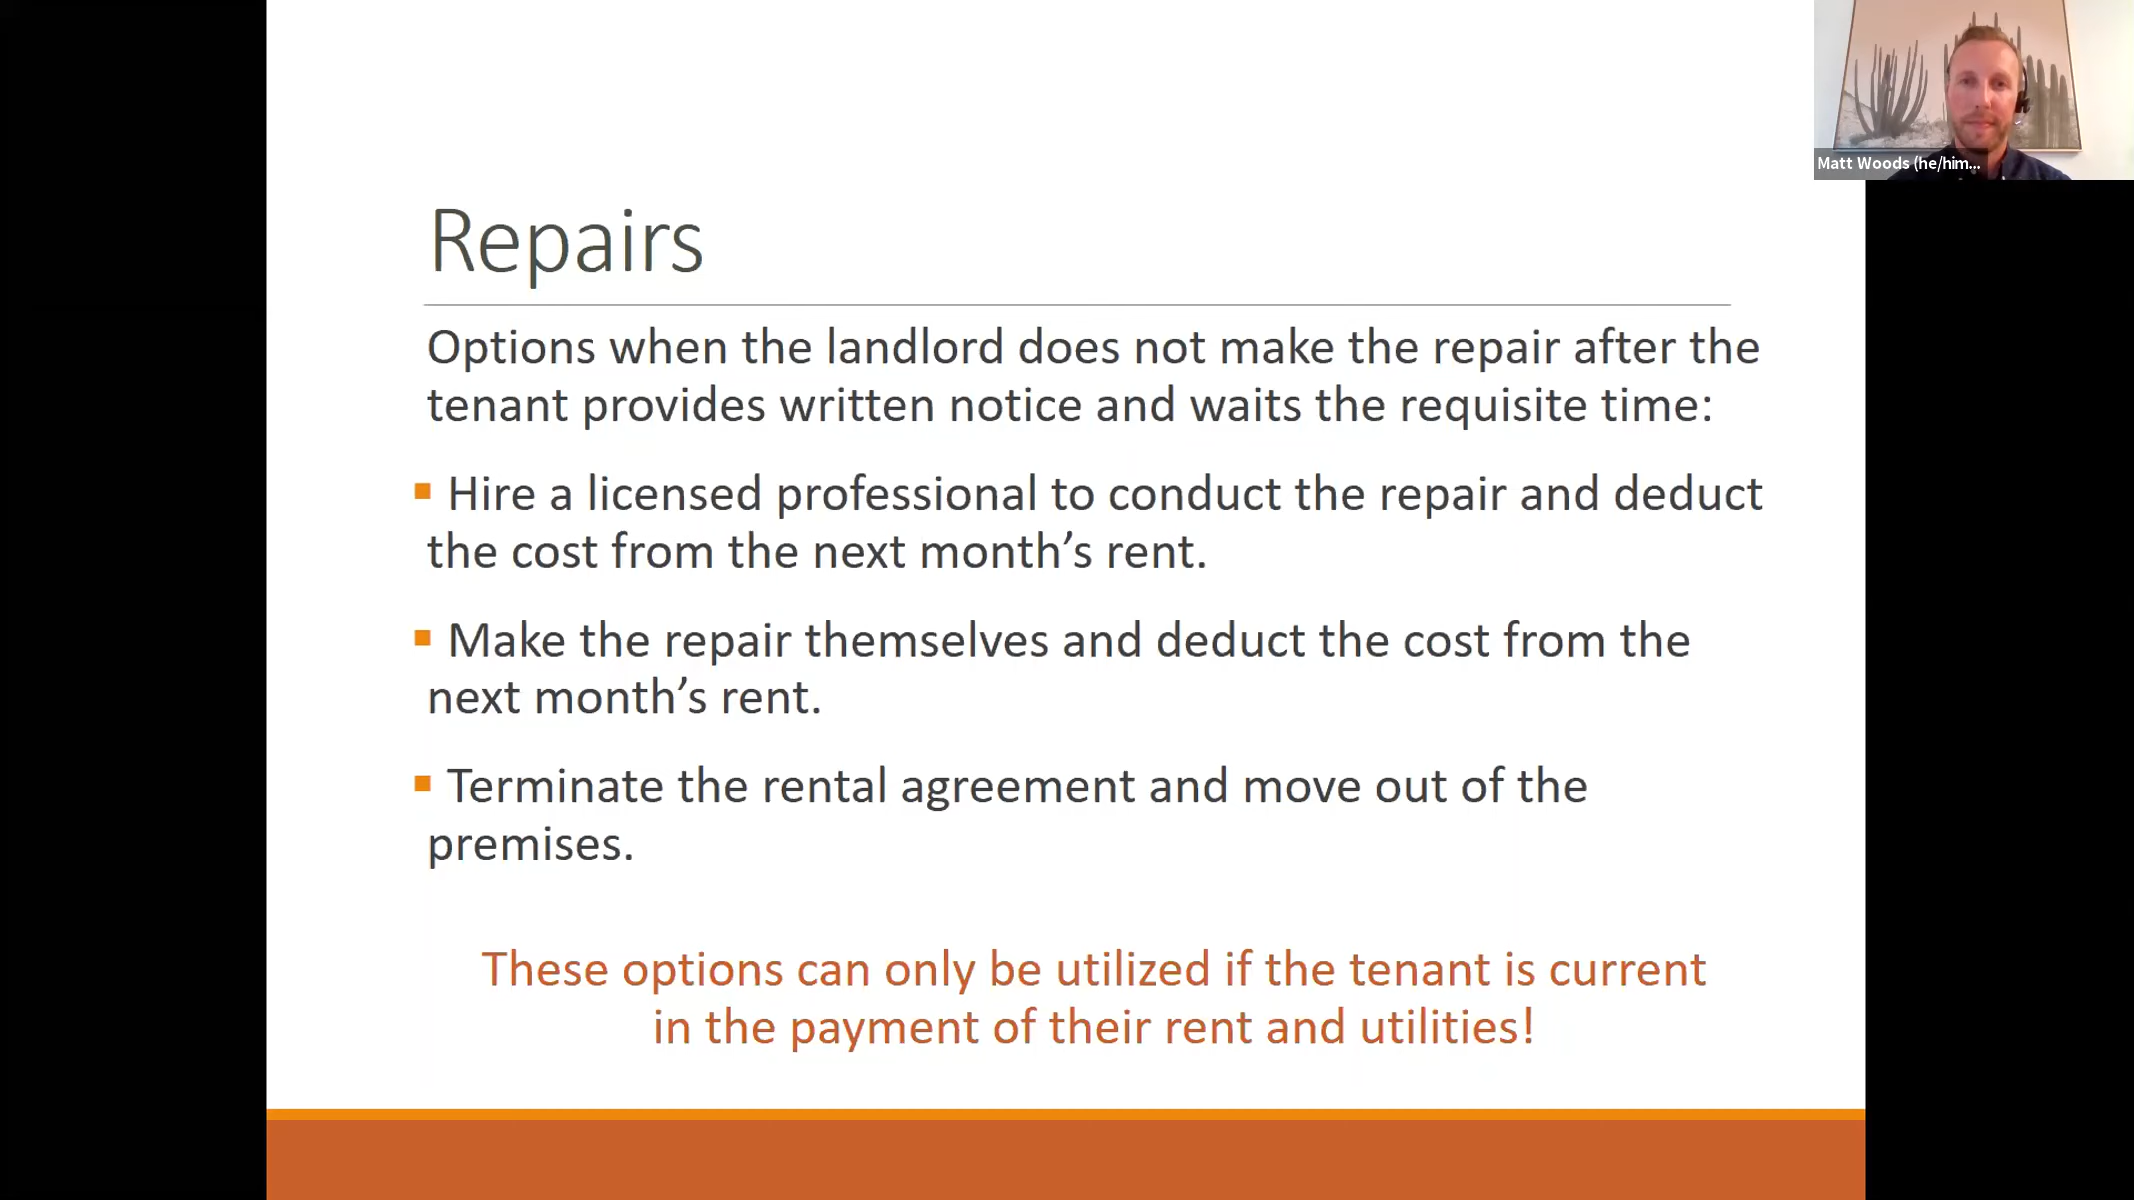 Matt Woods (he/him...
Repairs
Options when the landlord does not make the repair after the
tenant provides written notice and waits the requisite time:
▪ Hire a licensed professional to conduct the repair and deduct
the cost from the next month’s rent.
▪ Make the repair themselves and deduct the cost from the
next month’s rent.
▪ Terminate the rental agreement and move out of the
premises.
These options can only be utilized if the tenant is current
in the payment of their rent and utilities!